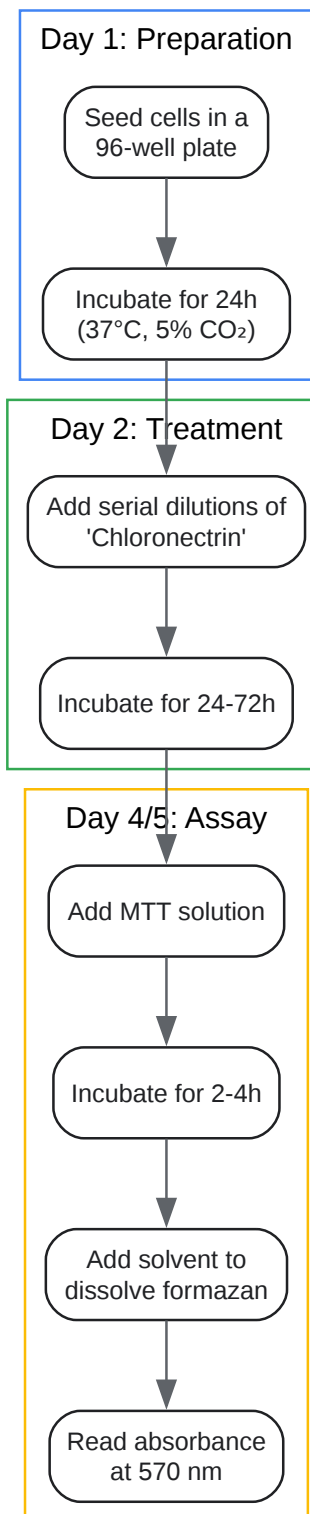 Day 1: Preparation
Seed cells in a
96-well plate
Incubate for 24h
(37°C, 5% CO₂)
Day 2: Treatment
Add serial dilutions of
'Chloronectrin'
Incubate for 24-72h
Day 4/5: Assay
Add MTT solution
Incubate for 2-4h
Add solvent to
dissolve formazan
Read absorbance
at 570 nm